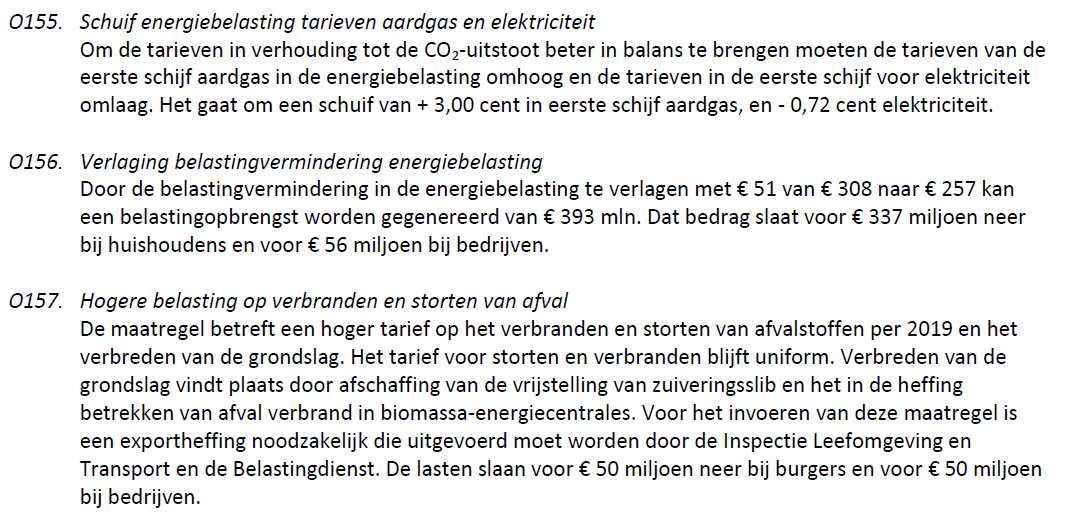 O155. Schuif energiebelasting tarieven aardgas en elektriciteit
Om de tarieven in verhouding tot de CO₂-uitstoot beter in balans te brengen moeten de tarieven van de
eerste schijf aardgas in de energiebelasting omhoog en de tarieven in de eerste schijf voor elektriciteit
omlaag. Het gaat om een schuif van + 3,00 cent in eerste schijf aardgas, en - 0,72 cent elektriciteit.
O156. Verlaging belastingvermindering energiebelasting
Door de belastingvermindering in de energiebelasting te verlagen met € 51 van € 308 naar € 257 kan
een belastingopbrengst worden gegenereerd van € 393 mln. Dat bedrag slaat voor € 337 miljoen neer
bij huishoudens en voor € 56 miljoen bij bedrijven.
O157. Hogere belasting op verbranden en storten van afval
De maatregel betreft een hoger tarief op het verbranden en storten van afvalstoffen per 2019 en het
verbreden van de grondslag. Het tarief voor storten en verbranden blijft uniform. Verbreden van de
grondslag vindt plaats door afschaffing van de vrijstelling van zuiveringsslib en het in de heffing
betrekken van afval verbrand in biomassa-energiecentrales. Voor het invoeren van deze maatregel is
een exportheffing noodzakelijk die uitgevoerd moet worden door de Inspectie Leefomgeving en
Transport en de Belastingdienst. De lasten slaan voor € 50 miljoen neer bij burgers en voor € 50 miljoen
bij bedrijven.